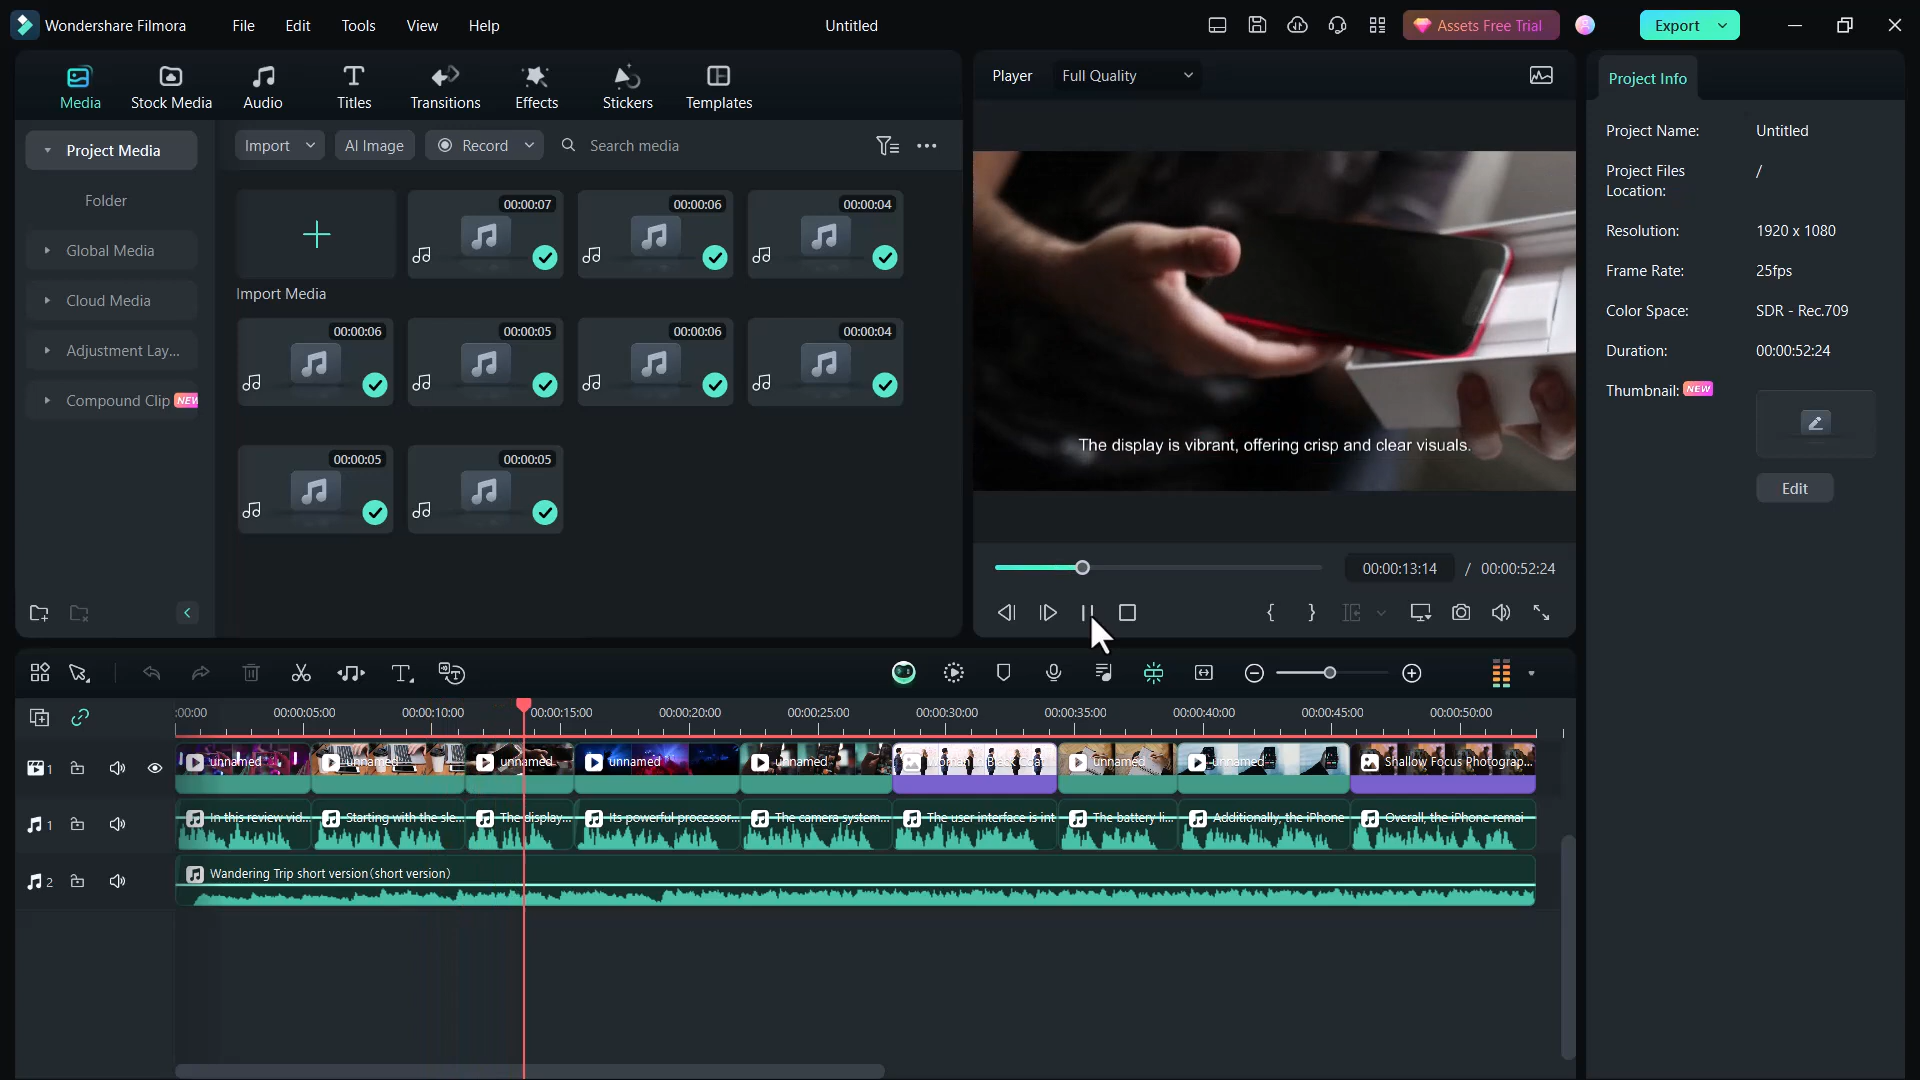 Wondershare Filmora
File
Edit
Tools
View
Help
Untitled
Assets Free Trial
Export
Media
Stock Media
Audio
Titles
Transitions
Effects
Stickers
Templates
Player
Full Quality
Project Info
Project Media
Import
AI Image
Record
Search media
Folder
Global Media
Cloud Media
Adjustment Lay...
Compound Clip NEW
00:00:07
00:00:06
00:00:04
Import Media
00:00:06
00:00:05
00:00:06
00:00:04
00:00:05
00:00:05
The display is vibrant, offering crisp and clear visuals.
00:00:13:14 / 00:00:52:24
Project Name: Untitled
Project Files
Location: /
Resolution: 1920 x 1080
Frame Rate: 25fps
Color Space: SDR - Rec.709
Duration: 00:00:52:24
Thumbnail: NEW
Edit
:00:00 00:00:05:00 00:00:10:00 00:00:15:00 00:00:20:00 00:00:25:00 00:00:30:00 00:00:35:00 00:00:40:00 00:00:45:00 00:00:50:00
1 unnamed unnamed unnamed unnamed unnamed Woman in Black Coat unnamed unnamed Shallow Focus Photograp...
1 In this review vid... Starting with the sle... The display... Its powerful processor... The camera system... The user interface is int The battery li... Additionally, the iPhone Overall, the iPhone remai
2 Wandering Trip short version(short version)